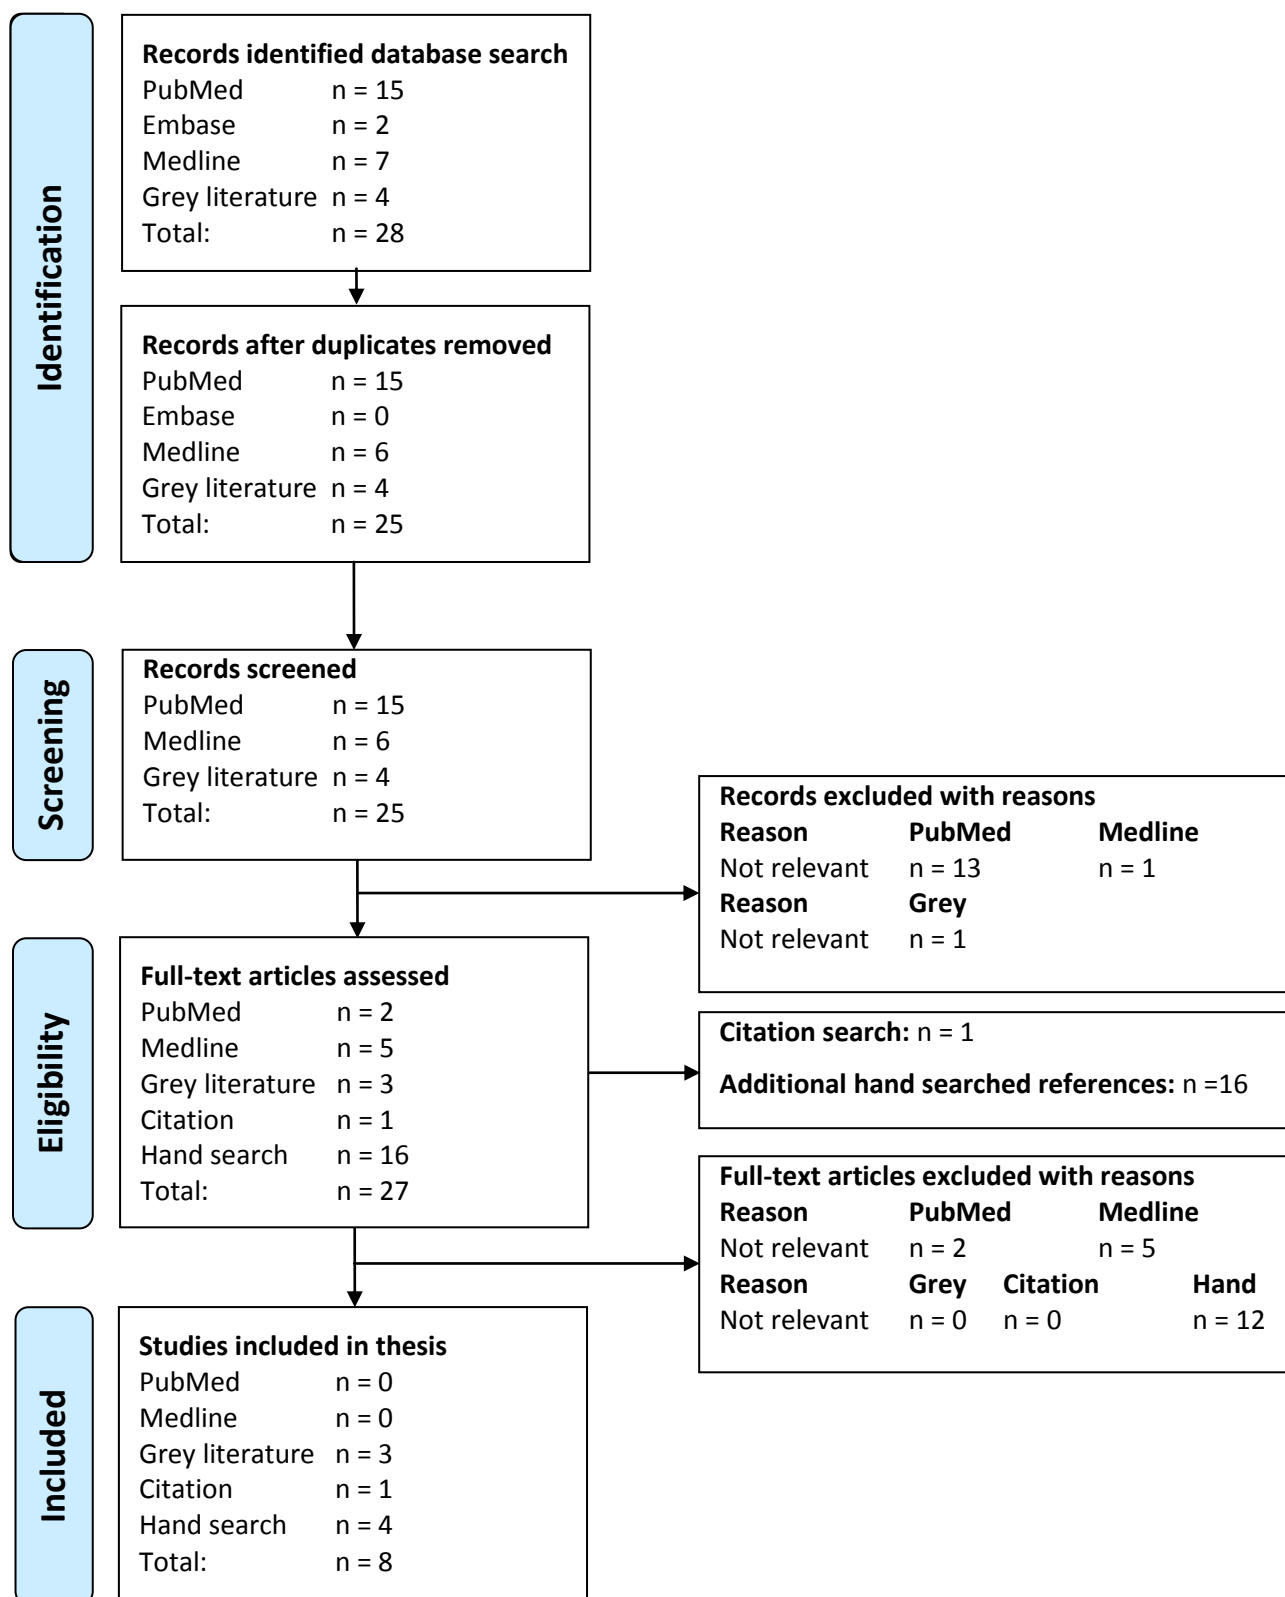 Identification
Records identified database search
PubMed n = 15
Embase n = 2
Medline n = 7
Grey literature n = 4
Total: n = 28
Records after duplicates removed
PubMed n = 15
Embase n = 0
Medline n = 6
Grey literature n = 4
Total: n = 25
Screening
Records screened
PubMed n = 15
Medline n = 6
Grey literature n = 4
Total: n = 25
Records excluded with reasons
Reason PubMed Medline
Not relevant n = 13 n = 1
Reason Grey
Not relevant n = 1
Eligibility
Full-text articles assessed
PubMed n = 2
Medline n = 5
Grey literature n = 3
Citation n = 1
Hand search n = 16
Total: n = 27
Citation search: n = 1
Additional hand searched references: n =16
Full-text articles excluded with reasons
Reason PubMed Medline
Not relevant n = 2 n = 5
Reason Grey Citation Hand
Not relevant n = 0 n = 0 n = 12
Included
Studies included in thesis
PubMed n = 0
Medline n = 0
Grey literature n = 3
Citation n = 1
Hand search n = 4
Total: n = 8